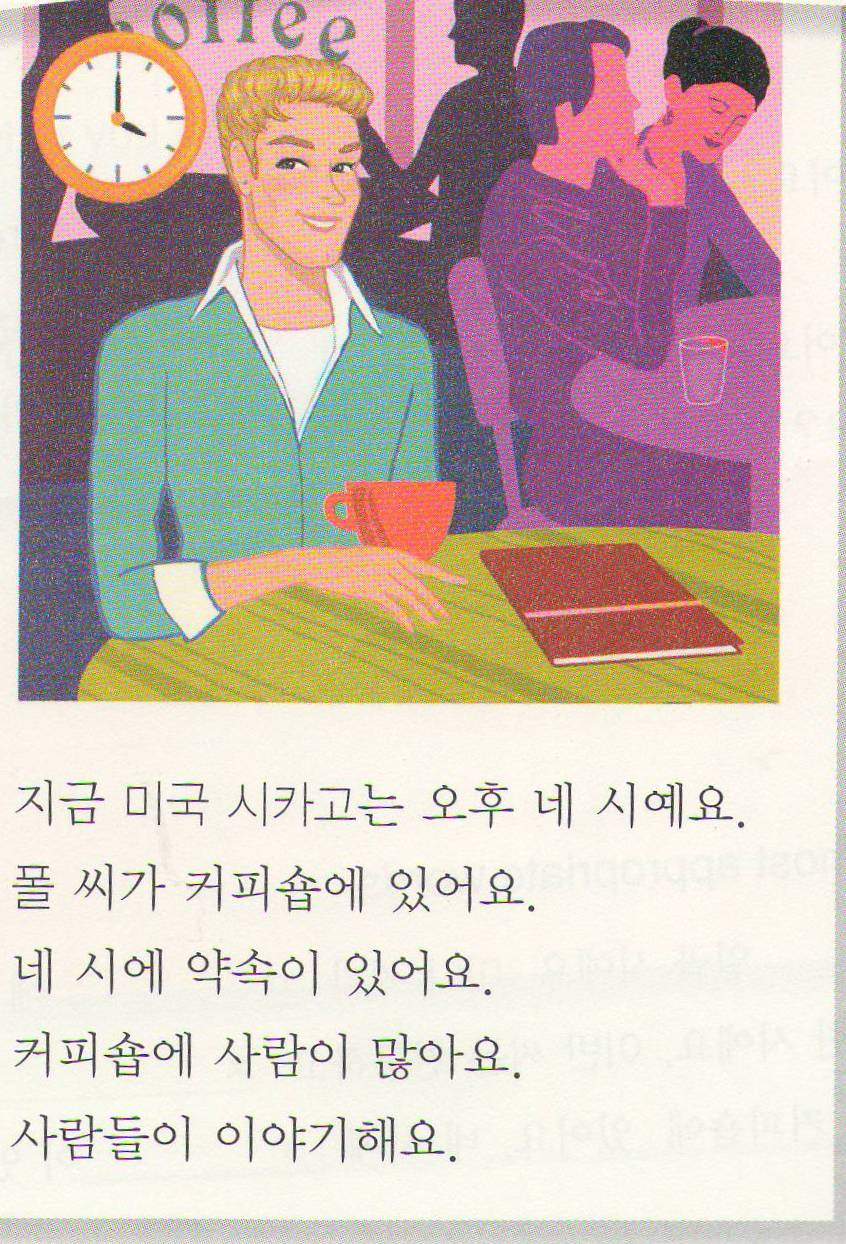 coffee
지금 미국 시카고는 오후 네 시예요.
폴 씨가 커피숍에 있어요.
네 시에 약속이 있어요.
커피숍에 사람이 많아요.
사람들이 이야기해요.